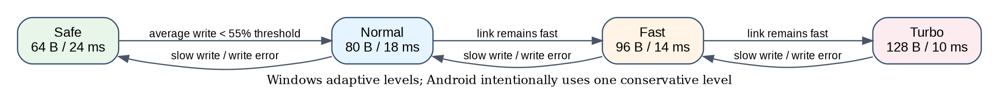 Safe
64 B / 24 ms
average write < 55% threshold
slow write / write error
Normal
80 B / 18 ms
link remains fast
slow write / write error
Fast
96 B / 14 ms
link remains fast
slow write / write error
Turbo
128 B / 10 ms
Windows adaptive levels; Android intentionally uses one conservative level